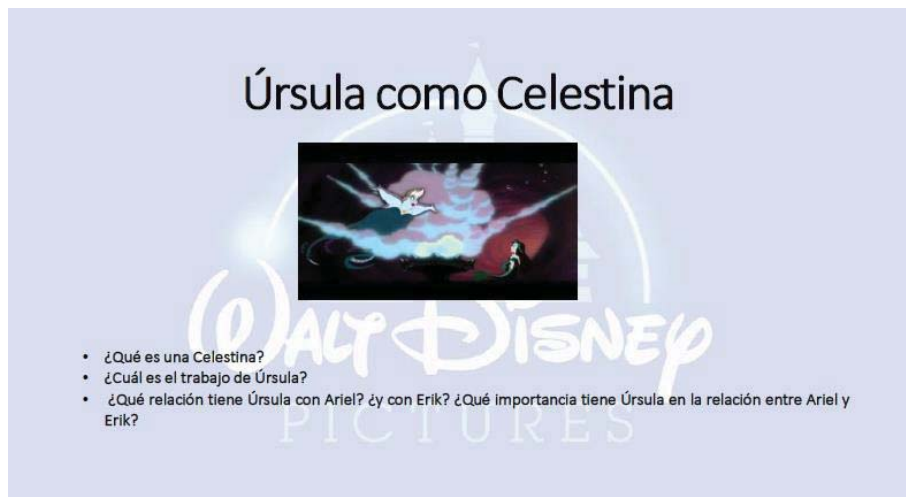 Úrsula como Celestina
WALT DISNEY
PICTURES
• ¿Qué es una Celestina?
• ¿Cuál es el trabajo de Úrsula?
• ¿Qué relación tiene Úrsula con Ariel? ¿y con Erik? ¿Qué importancia tiene Úrsula en la relación entre Ariel y
Erik?